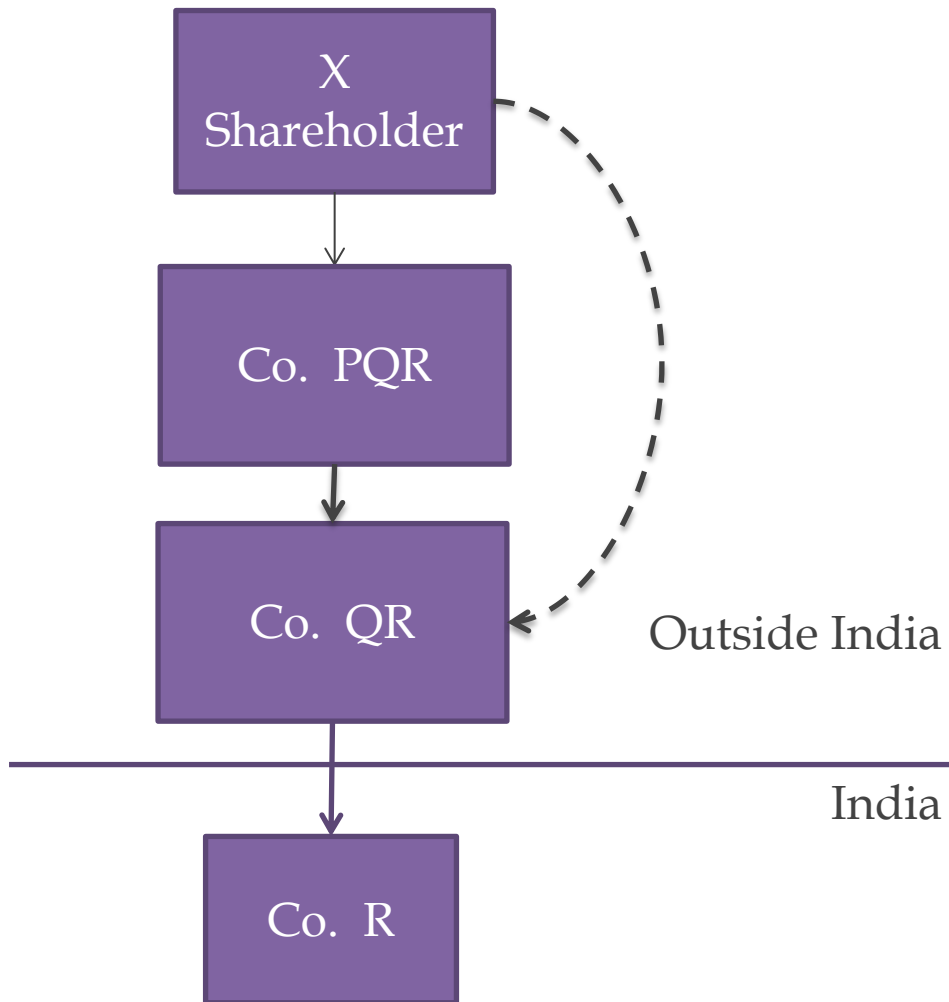 X
Shareholder
Co. PQR
Co. QR
Outside India
India
Co. R